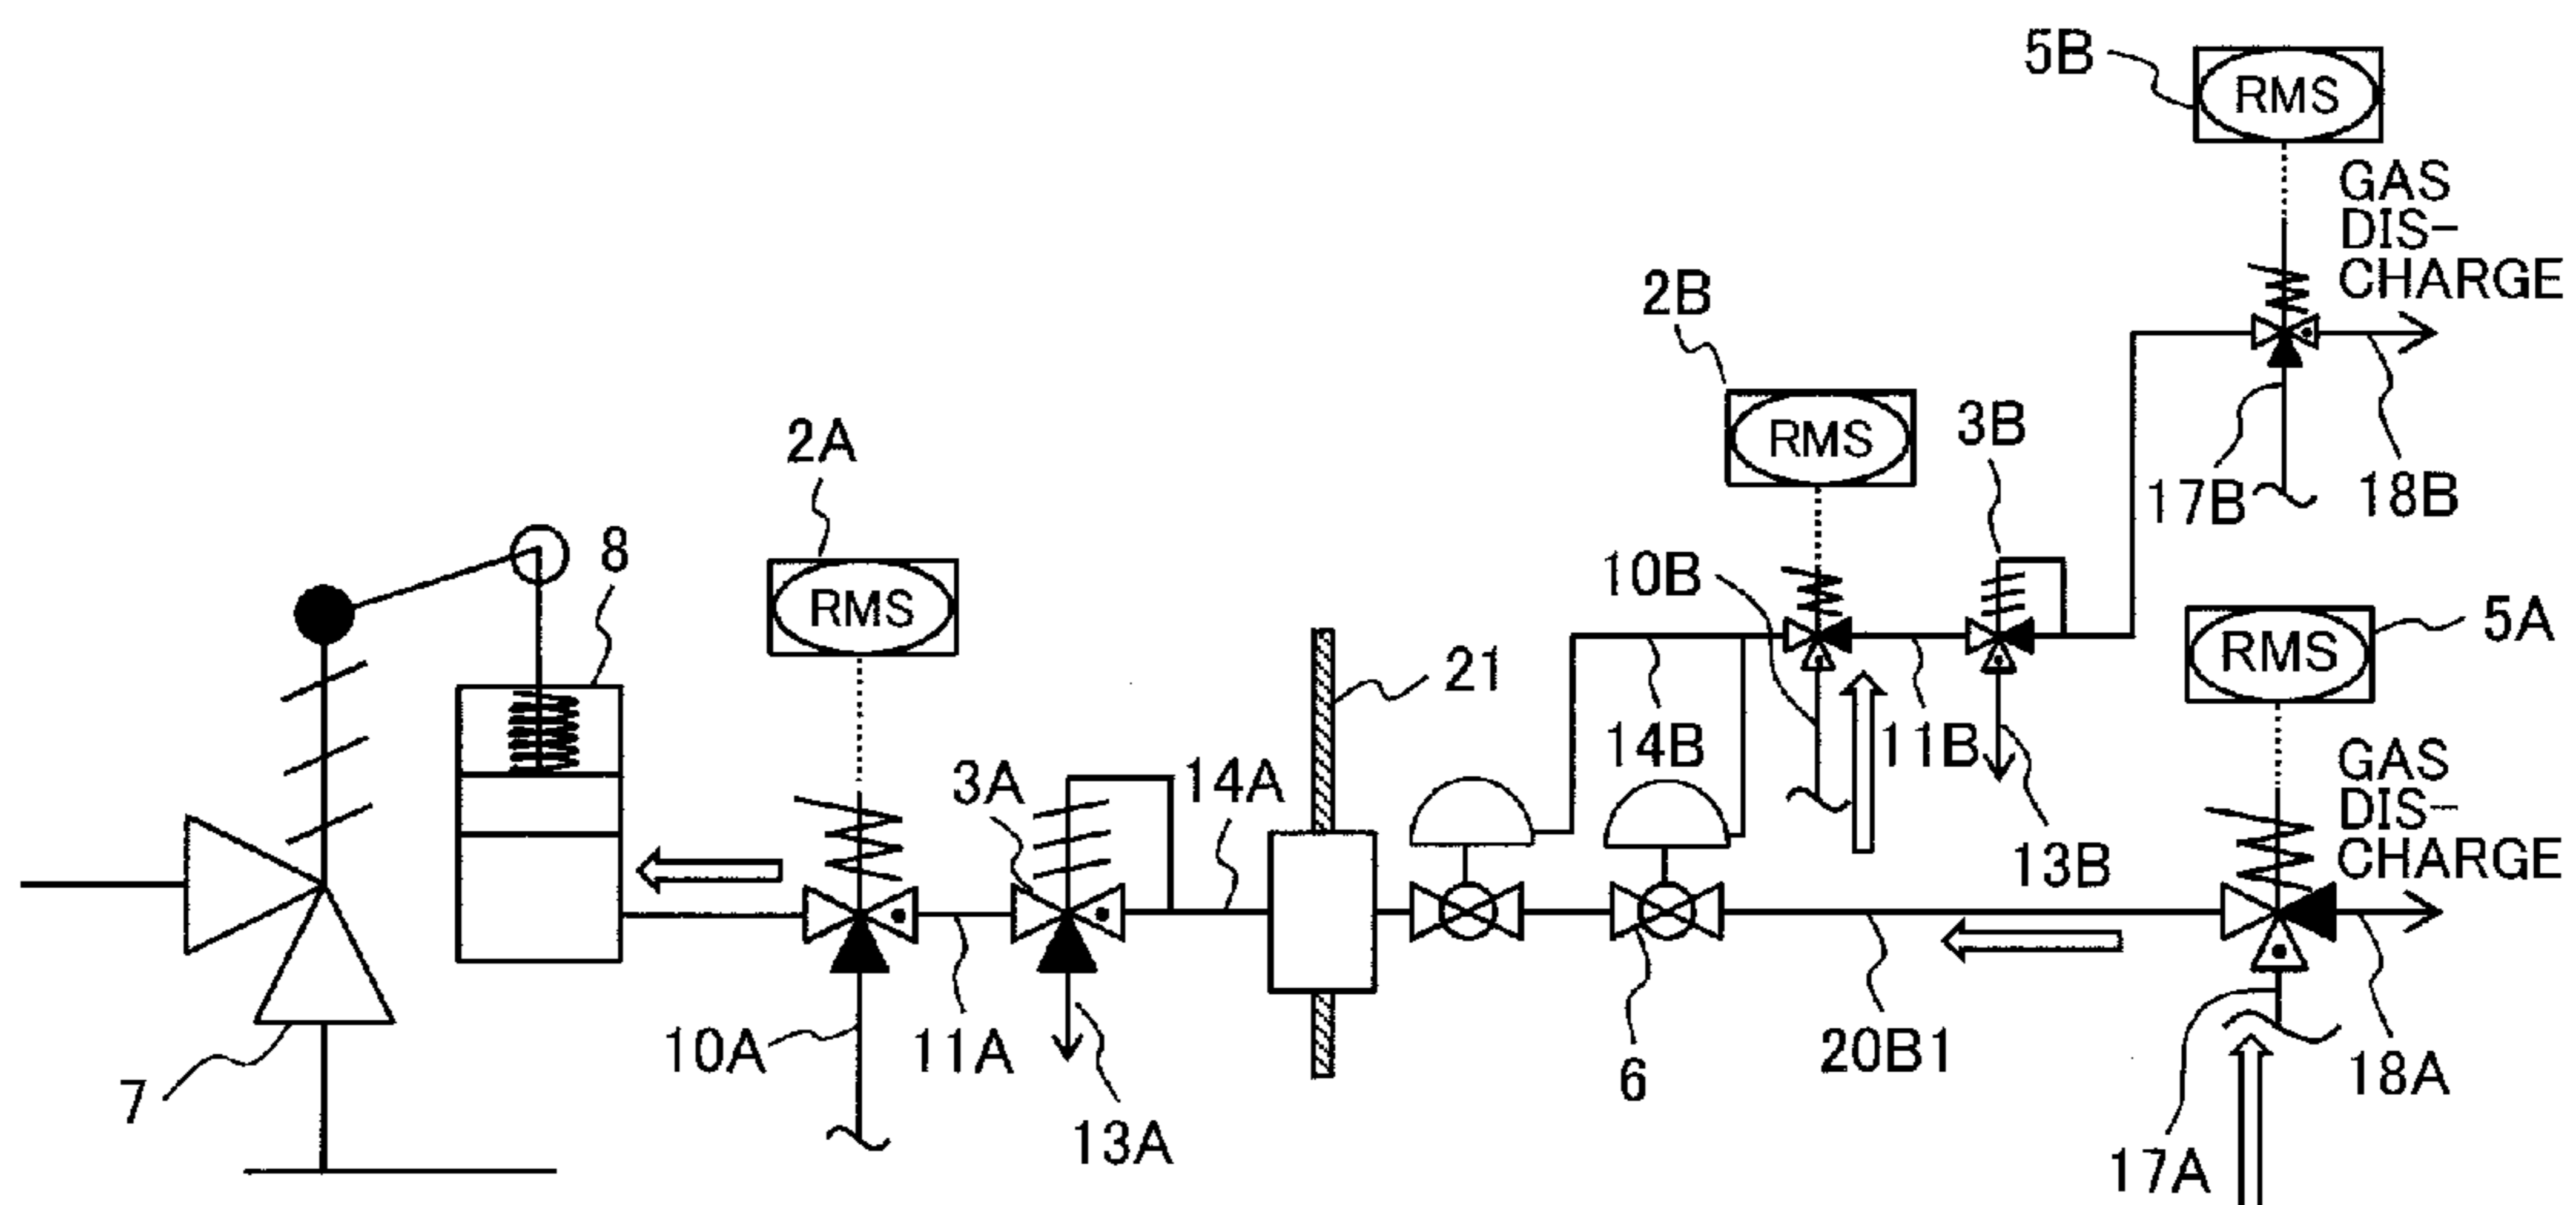 5B
RMS
GAS
DIS-
CHARGE
2B
RMS
3B
17B
18B
2A
RMS
8
10B
5A
RMS
21
14B
11B
3A
14A
GAS
DIS-
CHARGE
13B
7
10A
11A
13A
6
20B1
18A
17A